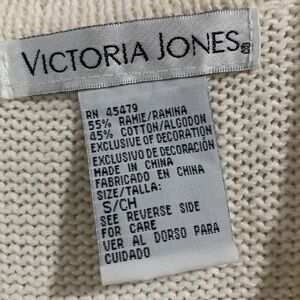 VICTORIA JONES®
RN 45479
55% RAMIE/RAMINA
45% COTTON/ALGODON
EXCLUSIVE OF DECORATION
EXCLUSIVO DE DECORACIÓN
MADE IN CHINA
FABRICADO EN CHINA
SIZE/TALLA:
S/CH
SEE REVERSE SIDE
FOR CARE
VER AL DORSO PARA
CUIDADO